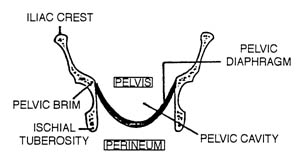 ILIAC CREST
PELVIC
DIAPHRAGM
PELVIS
PELVIC BRIM
ISCHIAL
TUBEROSITY
PERINEUM
PELVIC CAVITY